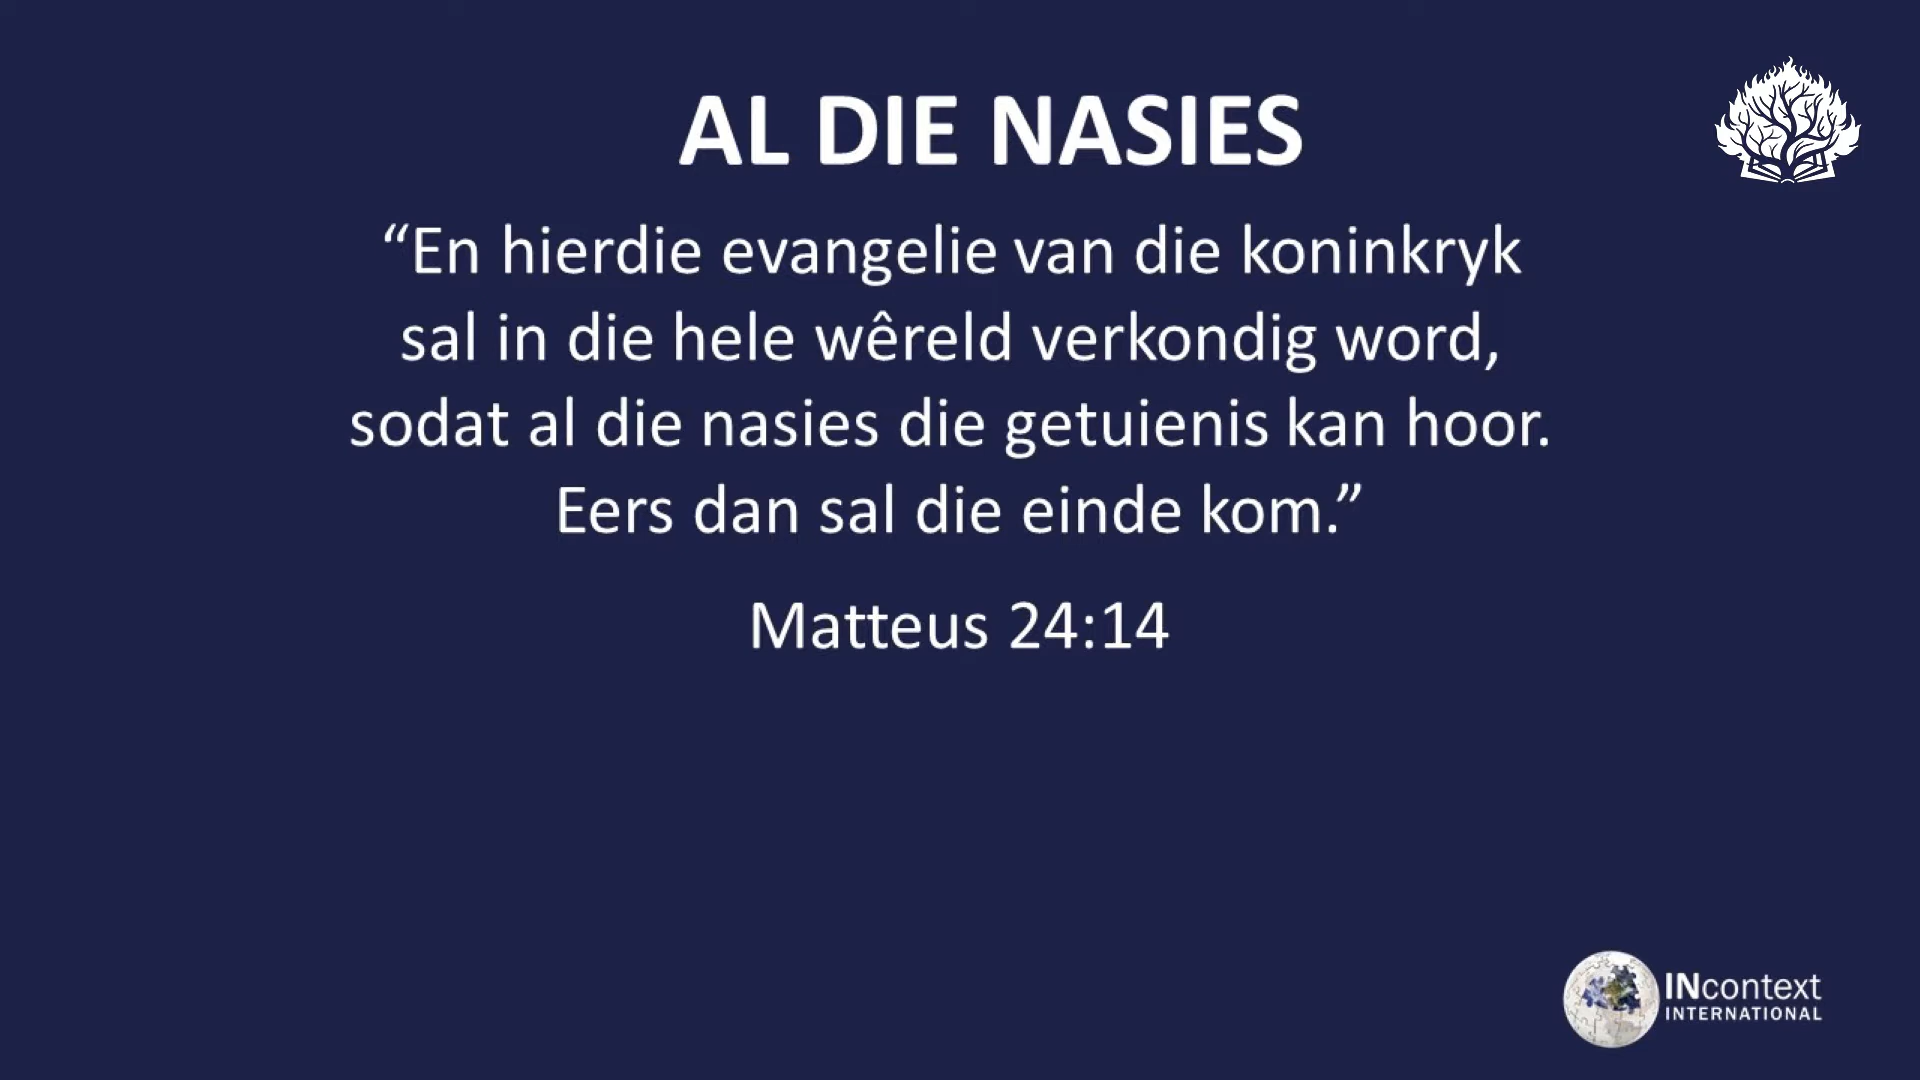 AL DIE NASIES
“En hierdie evangelie van die koninkryk
sal in die hele wêreld verkondig word,
sodat al die nasies die getuienis kan hoor.
Eers dan sal die einde kom.”
Matteus 24:14
INcontext
INTERNATIONAL